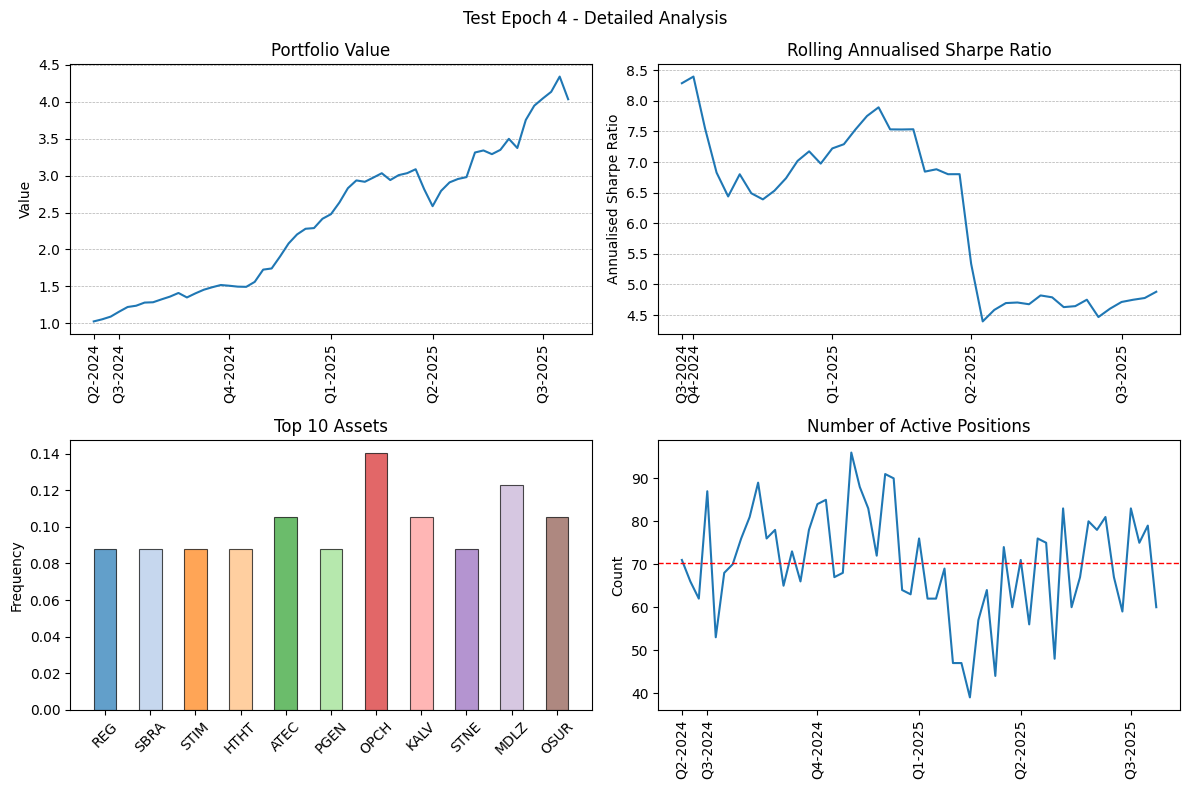 Test Epoch 4 - Detailed Analysis
Portfolio Value
Value
4.5
4.0
3.5
3.0
2.5
2.0
1.5
1.0
Q2-2024
Q3-2024
Q4-2024
Q1-2025
Q2-2025
Q3-2025
Rolling Annualised Sharpe Ratio
Annualised Sharpe Ratio
8.5
8.0
7.5
7.0
6.5
6.0
5.5
5.0
4.5
Q3-2024
Q4-2024
Q1-2025
Q2-2025
Q3-2025
Top 10 Assets
Frequency
0.14
0.12
0.10
0.08
0.06
0.04
0.02
0.00
REG
SBRA
STIM
HTHT
ATEC
PGEN
OPCH
KALV
STNE
MDLZ
OSUR
Number of Active Positions
Count
90
80
70
60
50
40
Q2-2024
Q3-2024
Q4-2024
Q1-2025
Q2-2025
Q3-2025